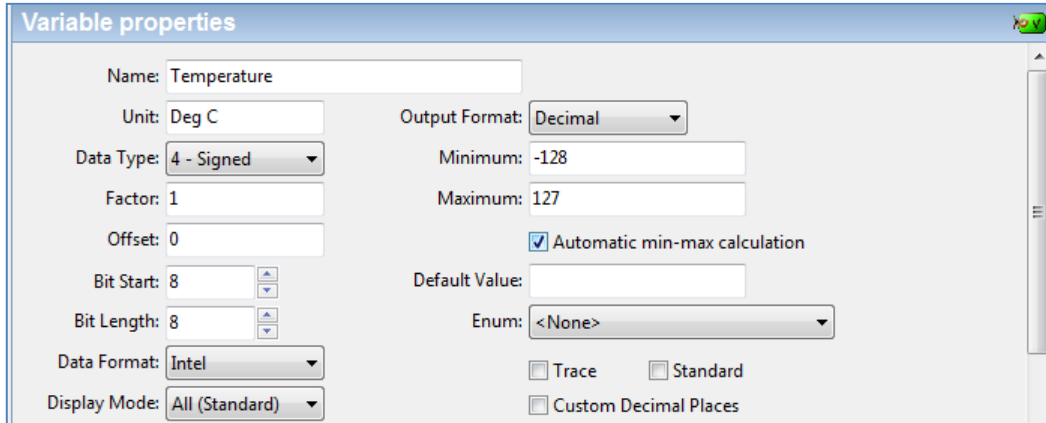 Variable properties
Name: Temperature
Unit: Deg C Output Format: Decimal
Data Type: 4 - Signed Minimum: -128
Factor: 1 Maximum: 127
Offset: 0 Automatic min-max calculation
Bit Start: 8 Default Value:
Bit Length: 8 Enum: <None>
Data Format: Intel Trace Standard
Display Mode: All (Standard) Custom Decimal Places